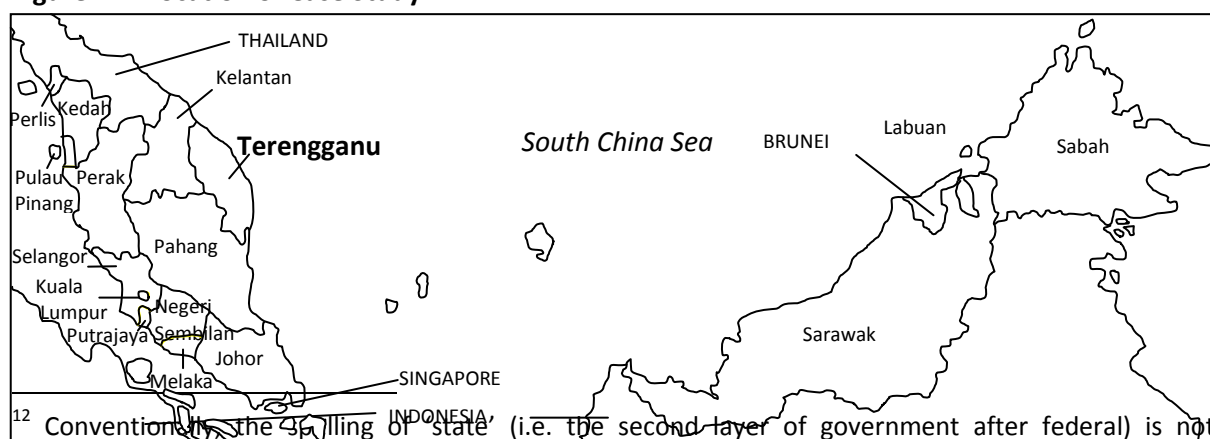 THAILAND
Kelantan
Perlis
Kedah
Terengganu
South China Sea
BRUNEI
Labuan
Sabah
Pulau
Pinang
Perak
Pahang
Selangor
Kuala
Lumpur
Putrajaya
Negeri
Sembilan
Johor
Melaka
Sarawak
SINGAPORE
INDONESIA
12 the of 'state' (i.e. the second layer of government after federal) is not